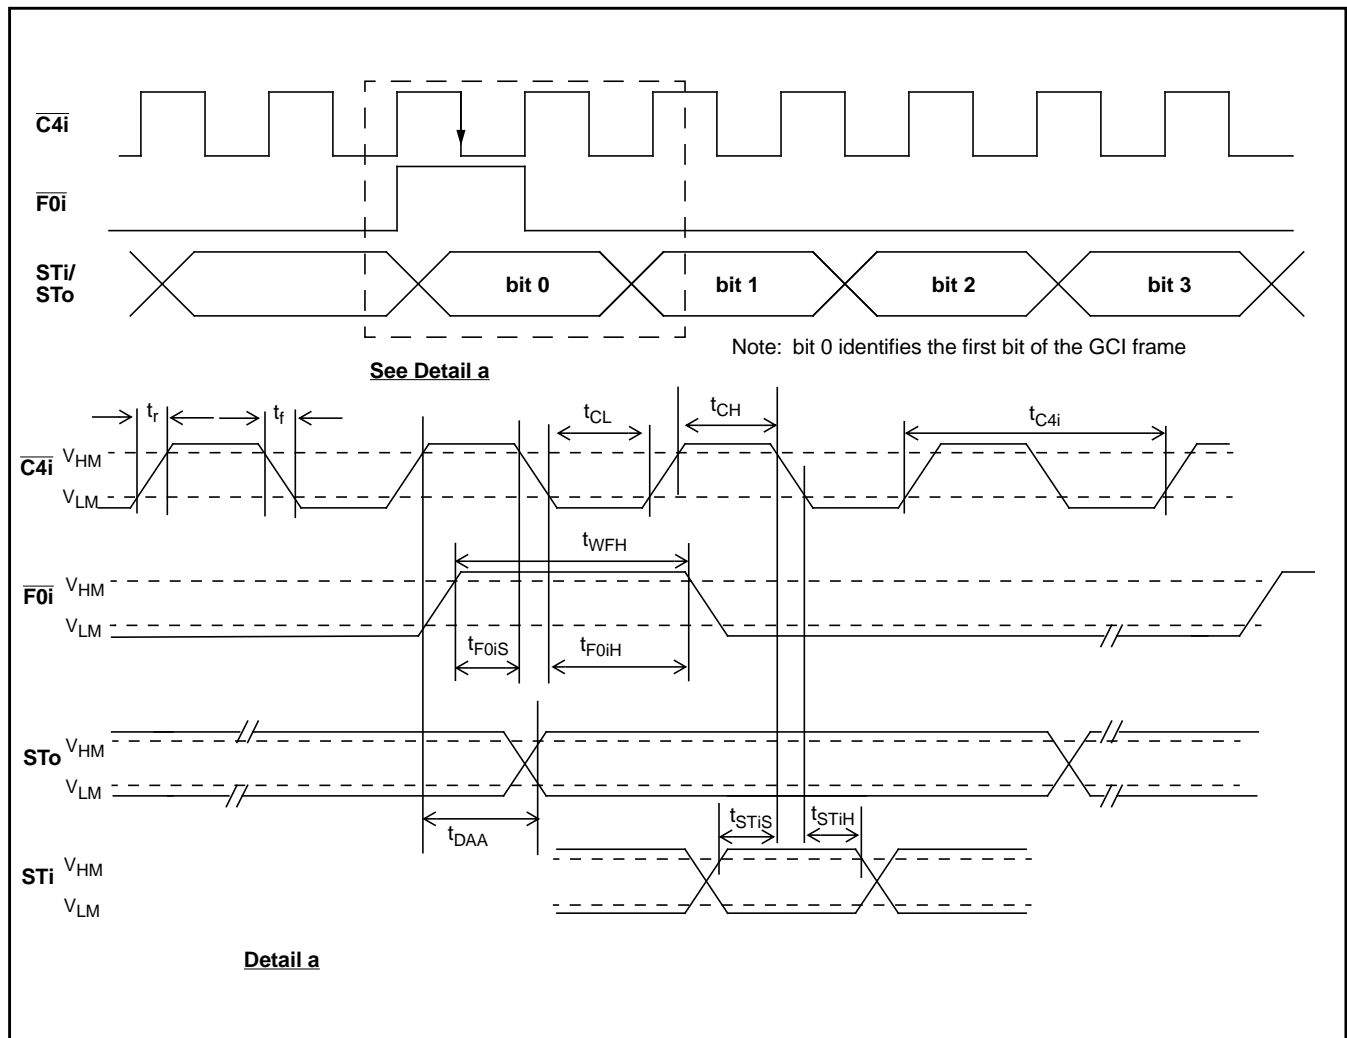 C4i
F0i
STi/
STo
bit 0 bit 1 bit 2 bit 3
Note: bit 0 identifies the first bit of the GCI frame
See Detail a
tr tf tCL tCH tC4i
C4i VHM
VLM
tWFH
F0i VHM
VLM
tF0iS tF0iH
STo VHM
VLM
tDAA tSTiS tSTiH
STi VHM
VLM
Detail a